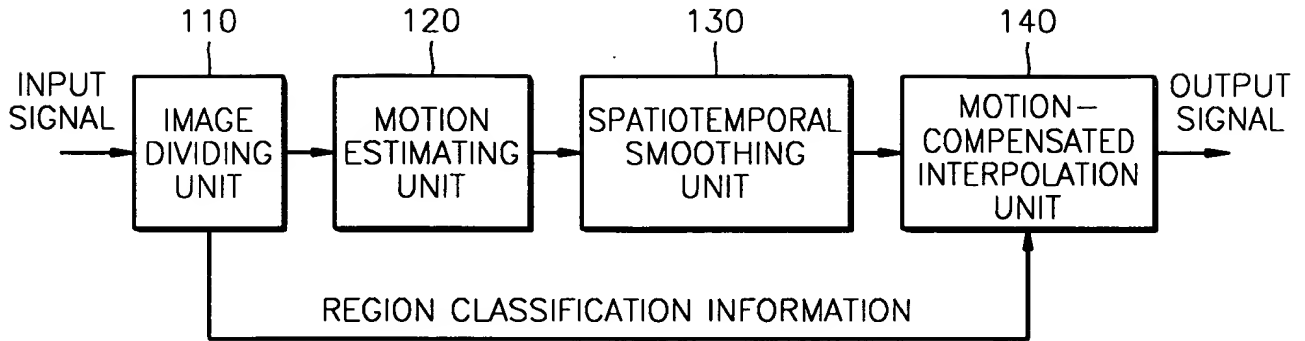 110
120
130
140
INPUT
SIGNAL
IMAGE
DIVIDING
UNIT
MOTION
ESTIMATING
UNIT
SPATIOTEMPORAL
SMOOTHING
UNIT
MOTION-
COMPENSATED
INTERPOLATION
UNIT
OUTPUT
SIGNAL
REGION CLASSIFICATION INFORMATION